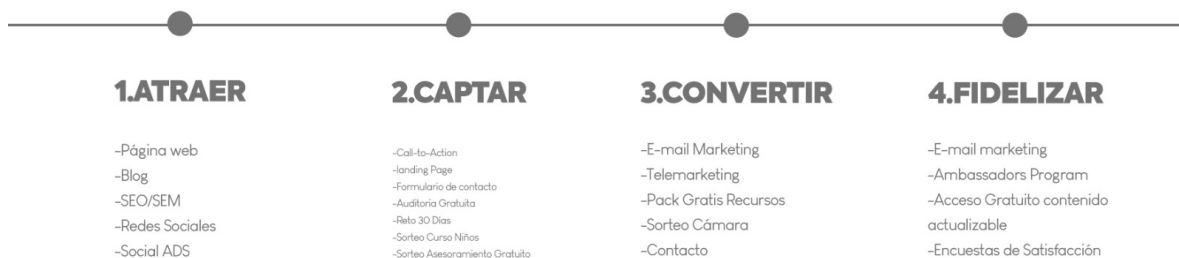 1.ATRAER
-Página web
-Blog
-SEO/SEM
-Redes Sociales
-Social ADS
2.CAPTAR
-Call-to-Action
-landing Page
-Formulario de contacto
-Auditoria Gratuita
-Reto 30 Días
-Sorteo Curso Niños
-Sorteo Asesoramiento Gratuito
3.CONVERTIR
-E-mail Marketing
-Telemarketing
-Pack Gratis Recursos
-Sorteo Cámara
-Contacto
4.FIDELIZAR
-E-mail marketing
-Ambassadors Program
-Acceso Gratuito contenido
actualizable
-Encuestas de Satisfacción